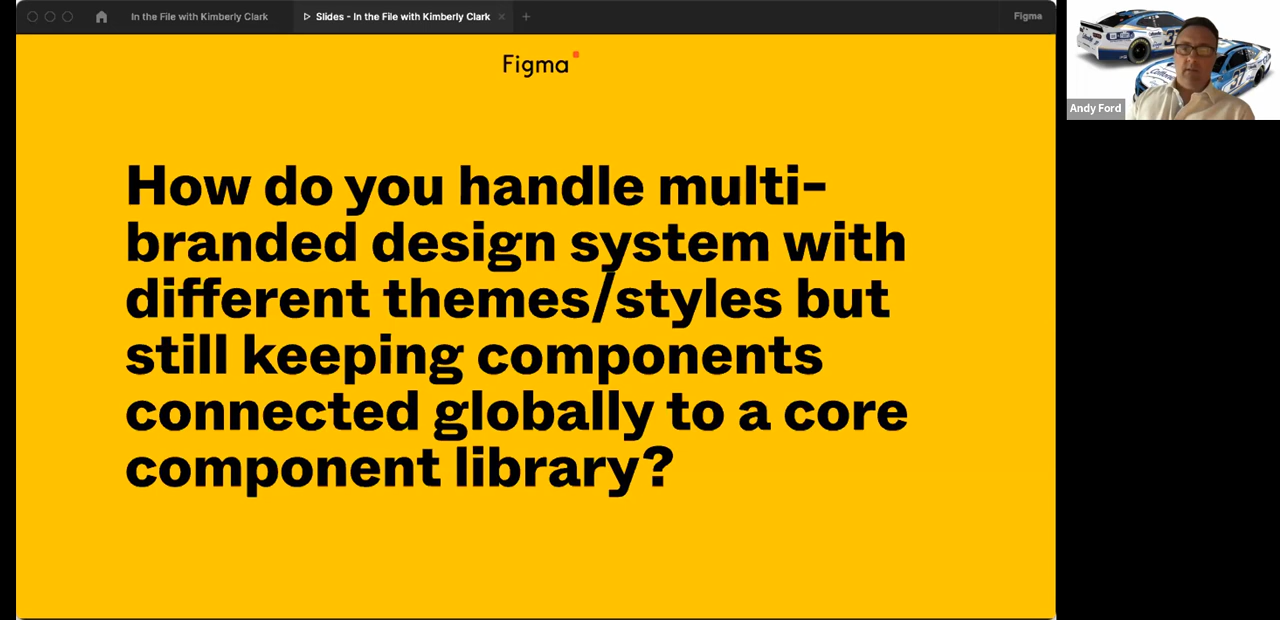 In the File with Kimberly Clark
Slides - In the File with Kimberly Clark
Figma
Figma
How do you handle multi-
branded design system with
different themes/styles but
still keeping components
connected globally to a core
component library?
Andy Ford
37
37